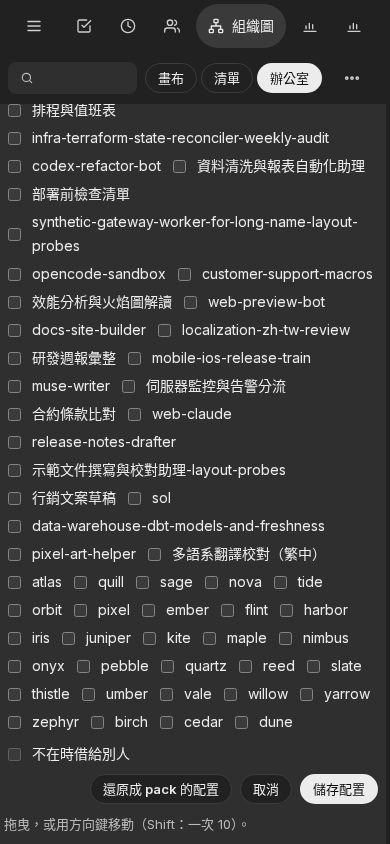 組織圖
畫布 清單 辦公室 •••
排程與值班表
infra-terraform-state-reconciler-weekly-audit
codex-refactor-bot 資料清洗與報表自動化助理
部署前檢查清單
synthetic-gateway-worker-for-long-name-layout-
probes
opencode-sandbox customer-support-macros
效能分析與火焰圖解讀 web-preview-bot
docs-site-builder localization-zh-tw-review
研發週報彙整 mobile-ios-release-train
muse-writer 伺服器監控與告警分流
合約條款比對 web-claude
release-notes-drafter
示範文件撰寫與校對助理-layout-probes
行銷文案草稿 sol
data-warehouse-dbt-models-and-freshness
pixel-art-helper 多語系翻譯校對（繁中）
atlas quill sage nova tide
orbit pixel ember flint harbor
iris juniper kite maple nimbus
onyx pebble quartz reed slate
thistle umber vale willow yarrow
zephyr birch cedar dune
不在時借給別人
還原成 pack 的配置 取消 儲存配置
拖曳，或用方向鍵移動（Shift：一次 10）。